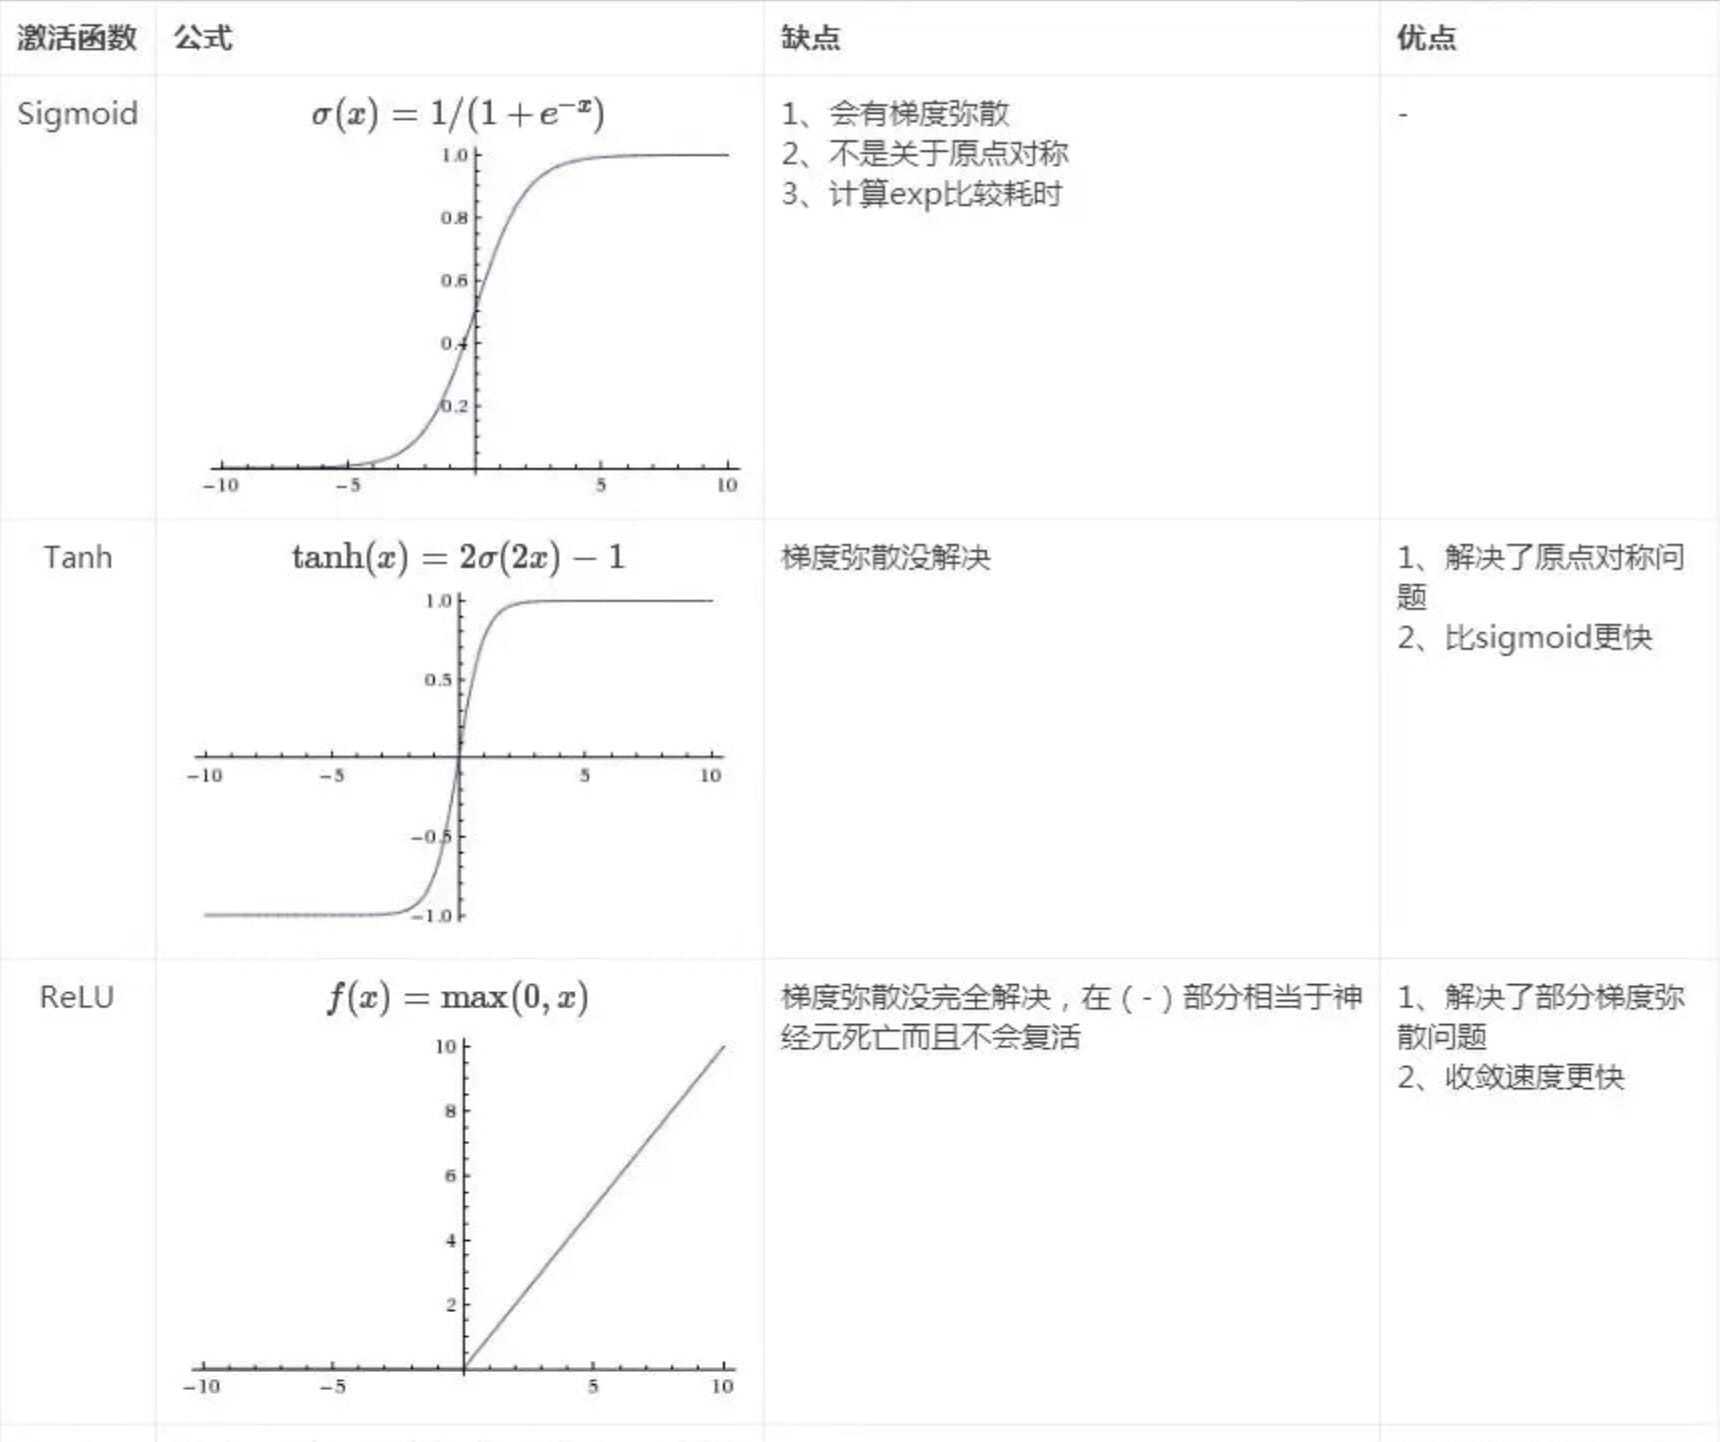 激活函数 公式 缺点 优点
Sigmoid
σ(x) = 1/(1 + e^{-x})
1.0
0.8
0.6
0.4
0.2
-10 -5 5 10
1、会有梯度弥散
2、不是关于原点对称
3、计算exp比较耗时
-
Tanh
tanh(x) = 2σ(2x) − 1
1.0
0.5
-10 -5 5 10
-0.5
-1.0
梯度弥散没解决
1、解决了原点对称问
题
2、比sigmoid更快
ReLU
f(x) = max(0, x)
10
8
6
4
2
-10 -5 5 10
梯度弥散没完全解决，在（-）部分相当于神
经元死亡而且不会复活
1、解决了部分梯度弥
散问题
2、收敛速度更快